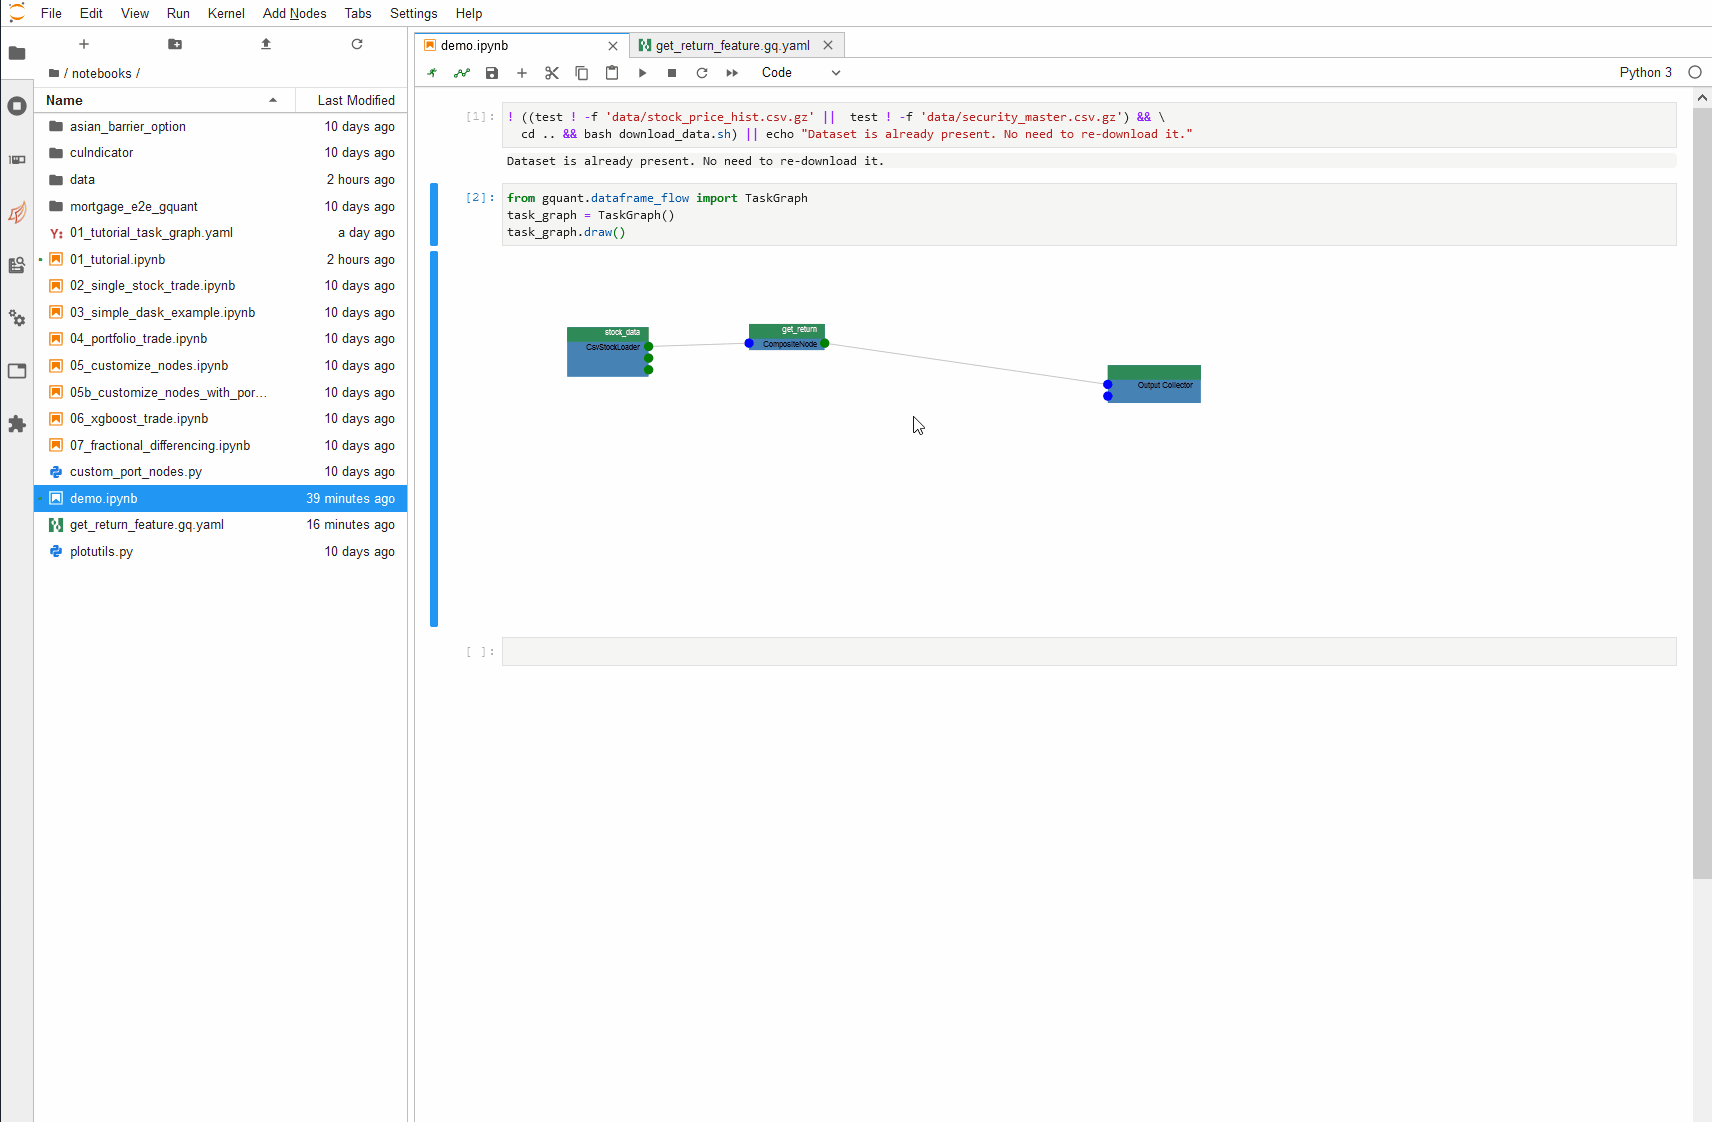 File Edit View Run Kernel Add Nodes Tabs Settings Help
/ notebooks /
Name Last Modified
asian_barrier_option 10 days ago
cuIndicator 10 days ago
data 2 hours ago
mortgage_e2e_gquant 10 days ago
Y: 01_tutorial_task_graph.yaml a day ago
01_tutorial.ipynb 2 hours ago
02_single_stock_trade.ipynb 10 days ago
03_simple_dask_example.ipynb 10 days ago
04_portfolio_trade.ipynb 10 days ago
05_customize_nodes.ipynb 10 days ago
05b_customize_nodes_with_por... 10 days ago
06_xgboost_trade.ipynb 10 days ago
07_fractional_differencing.ipynb 10 days ago
custom_port_nodes.py 10 days ago
demo.ipynb 39 minutes ago
get_return_feature.gq.yaml 16 minutes ago
plotutils.py 10 days ago
demo.ipynb get_return_feature.gq.yaml
Code Python 3
[1]: ! ((test ! -f 'data/stock_price_hist.csv.gz' ||  test ! -f 'data/security_master.csv.gz') && \
cd .. && bash download_data.sh) || echo "Dataset is already present. No need to re-download it."
Dataset is already present. No need to re-download it.
[2]: from gquant.dataframe_flow import TaskGraph
task_graph = TaskGraph()
task_graph.draw()
stock_data
CsvStockLoader
get_return
CompositeNode
Output Collector
[ ]: